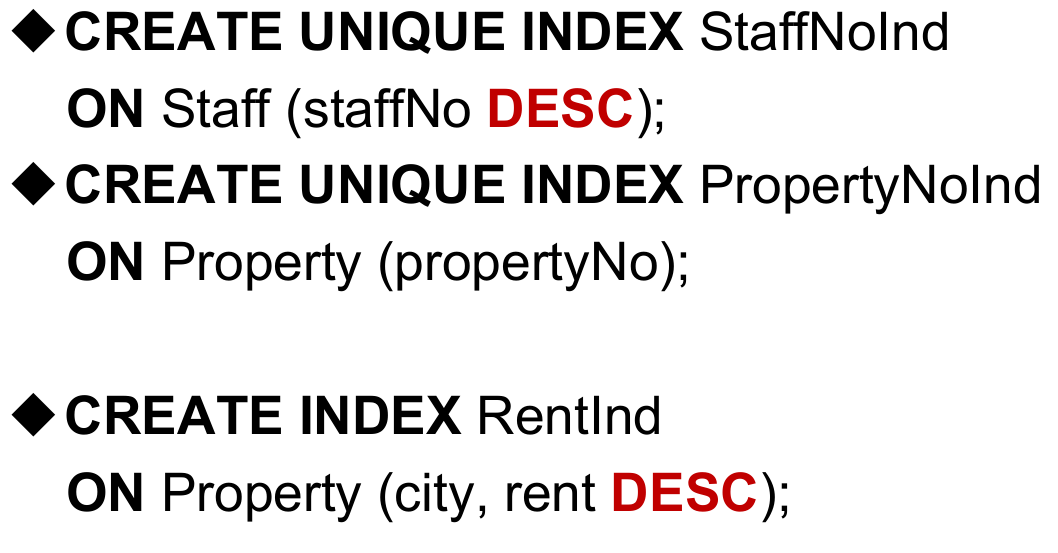 ◆CREATE UNIQUE INDEX StaffNoInd
ON Staff (staffNo DESC);
◆CREATE UNIQUE INDEX PropertyNoInd
ON Property (propertyNo);
◆CREATE INDEX RentInd
ON Property (city, rent DESC);